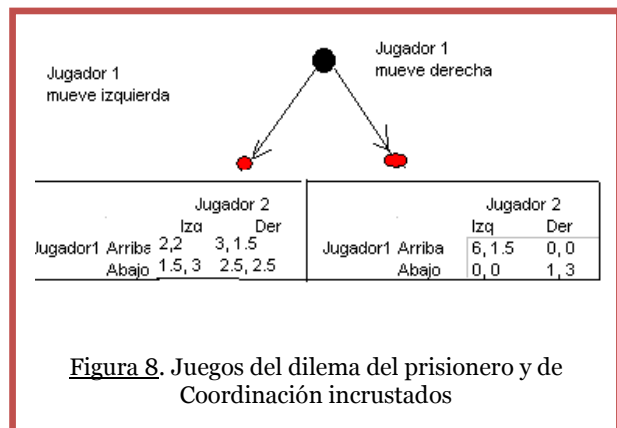 Jugador 1
mueve izquierda
Jugador 1
mueve derecha
Jugador 2
Izq Der
Jugador1 Arriba 2,2 3, 1.5
Abajo 1.5, 3 2.5, 2.5
Jugador 2
Izq Der
Jugador1 Arriba 6, 1.5 0, 0
Abajo 0, 0 1, 3
Figura 8. Juegos del dilema del prisionero y de
Coordinación incrustados